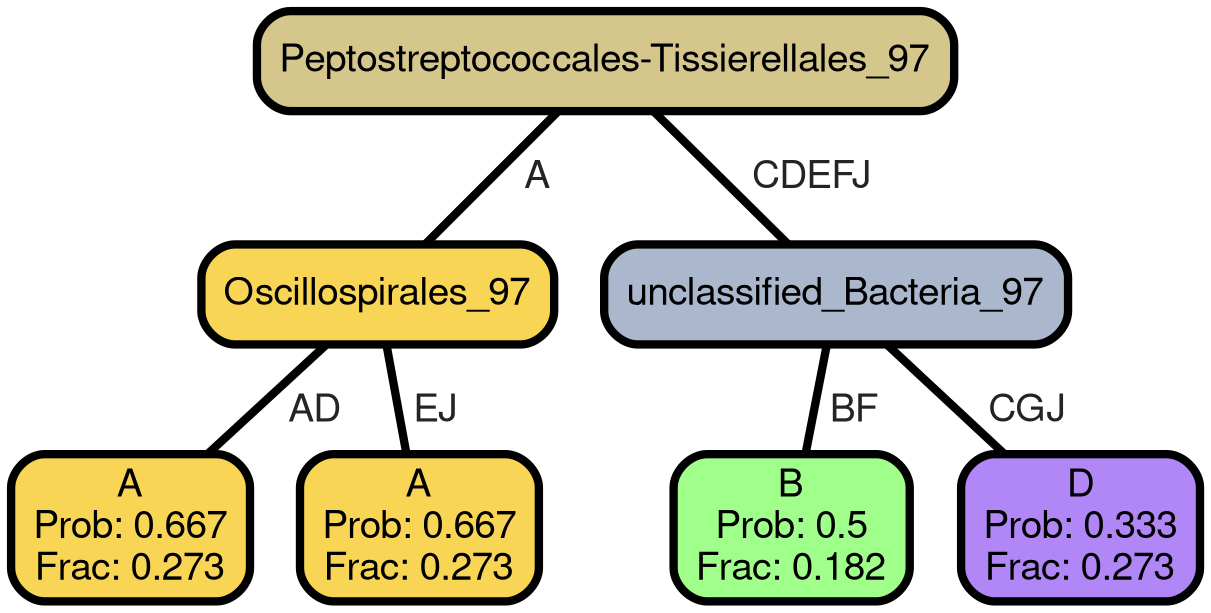 Peptostreptococcales-Tissierellales_97
A
CDEFJ
Oscillospirales_97
unclassified_Bacteria_97
AD
EJ
BF
CGJ
A
Prob: 0.667
Frac: 0.273
A
Prob: 0.667
Frac: 0.273
B
Prob: 0.5
Frac: 0.182
D
Prob: 0.333
Frac: 0.273